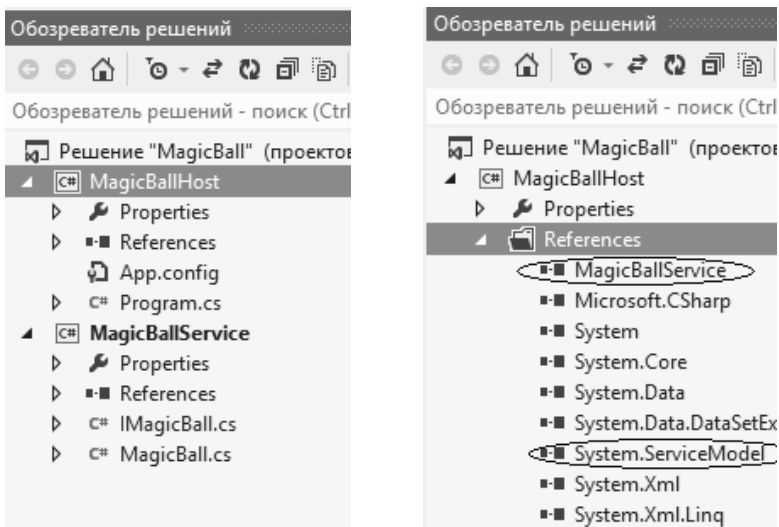 Обозреватель решений
Обозреватель решений - поиск (Ctrl
Решение "MagicBall" (проектов
C# MagicBallHost
Properties
References
App.config
C# Program.cs
C# MagicBallService
Properties
References
C# IMagicBall.cs
C# MagicBall.cs
Обозреватель решений
Обозреватель решений - поиск (Ctrl
Решение "MagicBall" (проектов
C# MagicBallHost
Properties
References
MagicBallService
Microsoft.CSharp
System
System.Core
System.Data
System.Data.DataSetEx
System.ServiceModel
System.Xml
System.Xml.Linq